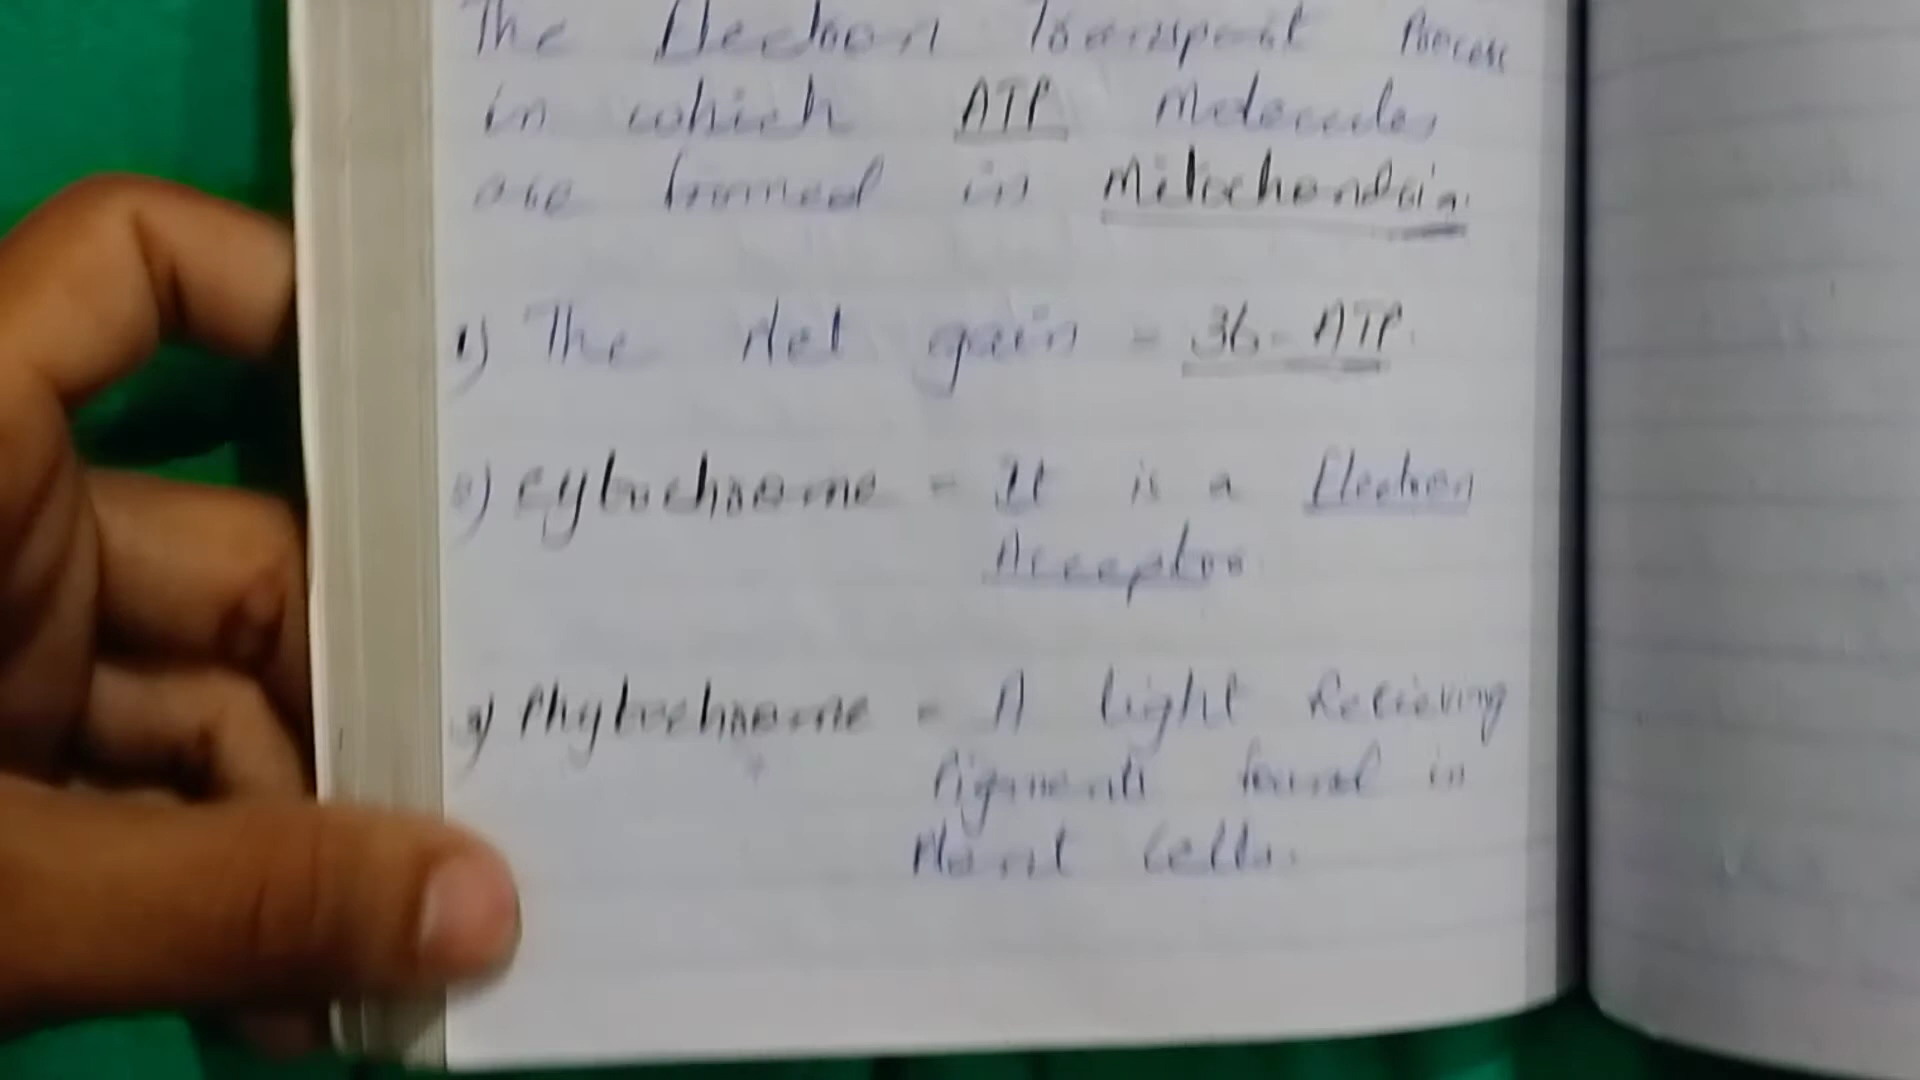 The Electron Transport Process
in which ATP Molecules
are formed in Mitochondria.
1) The Net gain = 36-ATP.
2) Cytochrome = It is a Electron
Acceptor
3) Phytochrome = A light Recieving
Pigments found in
Plant Cells.